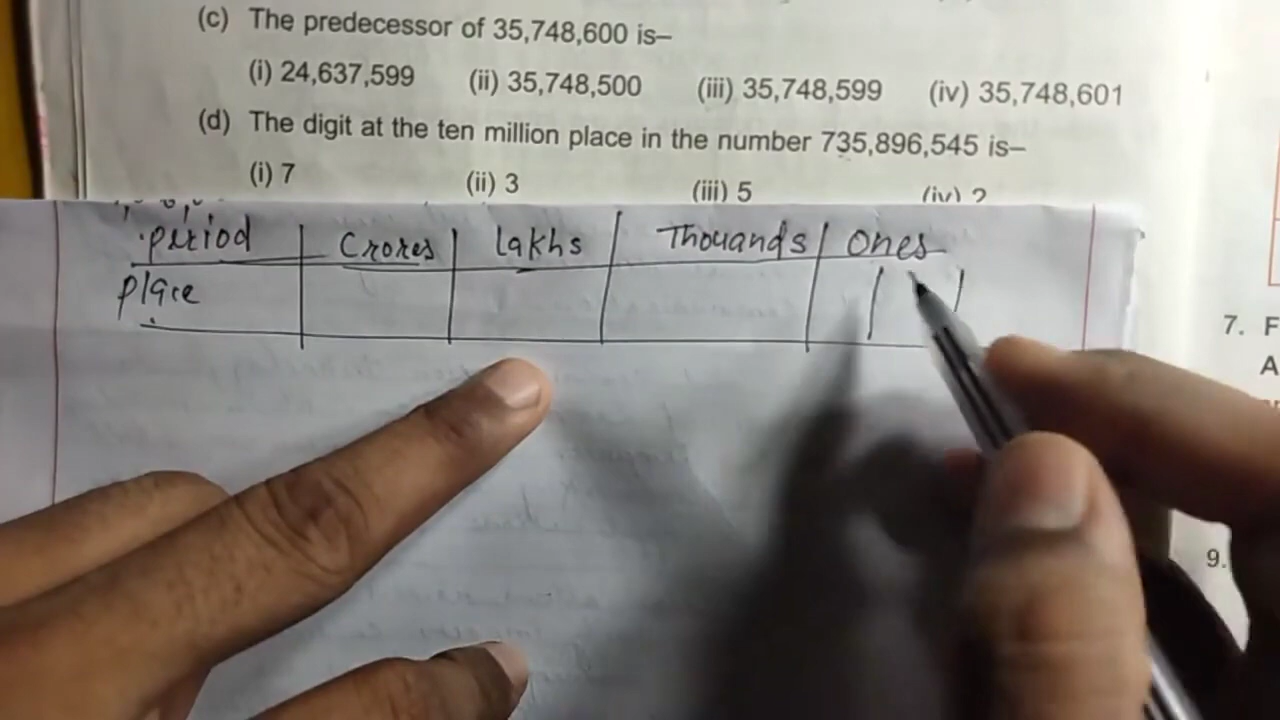 (c) The predecessor of 35,748,600 is–
(i) 24,637,599 (ii) 35,748,500 (iii) 35,748,599 (iv) 35,748,601
(d) The digit at the ten million place in the number 735,896,545 is–
(i) 7 (ii) 3 (iii) 5 (iv)
period Crores lakhs Thouands ones
place
7. F
A
9.